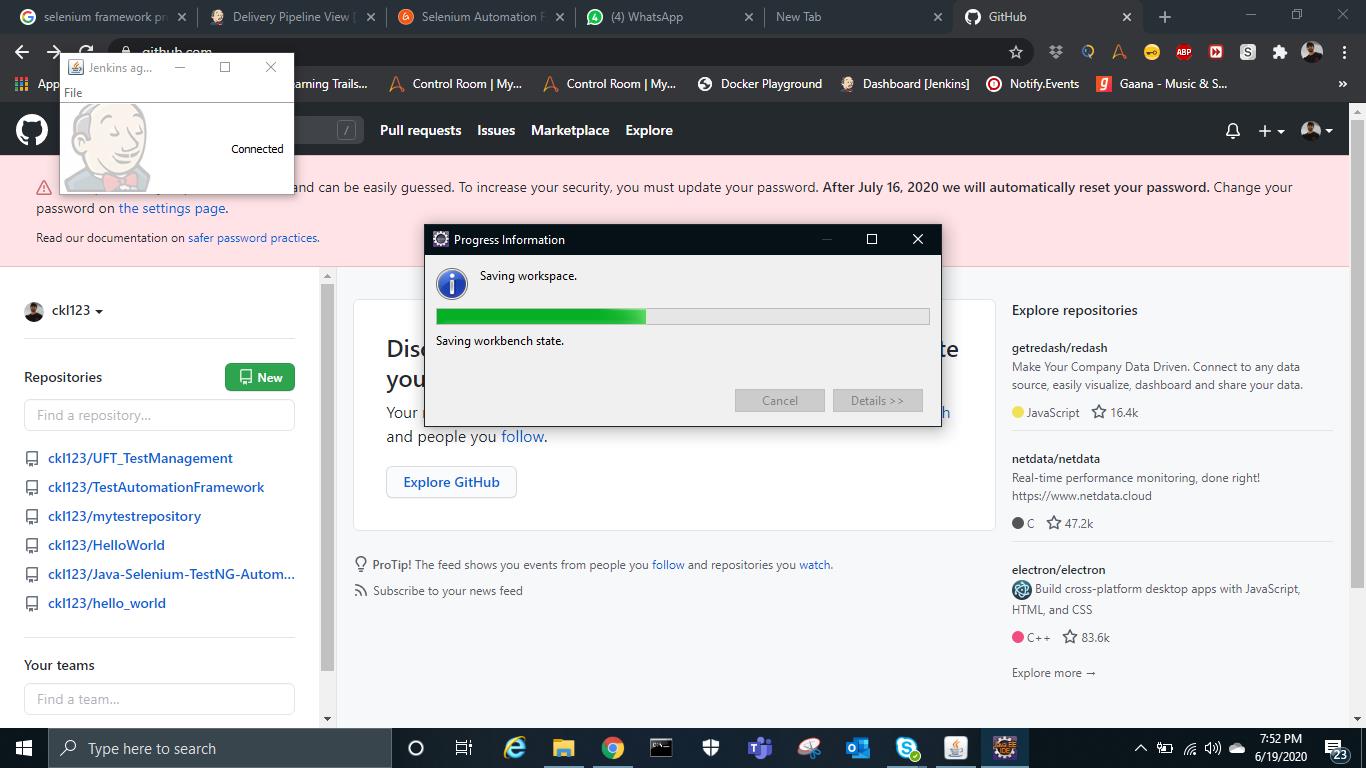 selenium framework pro
Delivery Pipeline View [
Selenium Automation F
(4) WhatsApp
New Tab
GitHub
github.com
ABP
S
App
earning Trails...
Control Room | My...
Control Room | My...
Docker Playground
Dashboard [Jenkins]
Notify.Events
Gaana - Music & S...
»
Jenkins ag...
File
Connected
/
Pull requests
Issues
Marketplace
Explore
and can be easily guessed. To increase your security, you must update your password. After July 16, 2020 we will automatically reset your password. Change your
password on the settings page.
Read our documentation on safer password practices.
Progress Information
Saving workspace.
Saving workbench state.
Cancel
Details >>
ckl123
Repositories
New
Find a repository...
ckl123/UFT_TestManagement
ckl123/TestAutomationFramework
ckl123/mytestrepository
ckl123/HelloWorld
ckl123/Java-Selenium-TestNG-Autom...
ckl123/hello_world
Your teams
Find a team...
and people you follow.
Explore GitHub
ProTip! The feed shows you events from people you follow and repositories you watch.
Subscribe to your news feed
Explore repositories
getredash/redash
Make Your Company Data Driven. Connect to any data
source, easily visualize, dashboard and share your data.
JavaScript 16.4k
netdata/netdata
Real-time performance monitoring, done right!
https://www.netdata.cloud
C 47.2k
electron/electron
Build cross-platform desktop apps with JavaScript,
HTML, and CSS
C++ 83.6k
Explore more →
Type here to search
7:52 PM
6/19/2020
23